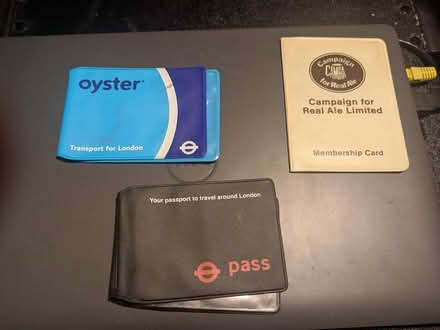 oyster
Transport for London
Campaign
CAMRA
for Real Ale
Campaign for
Real Ale Limited
Membership Card
Your passport to travel around London
pass